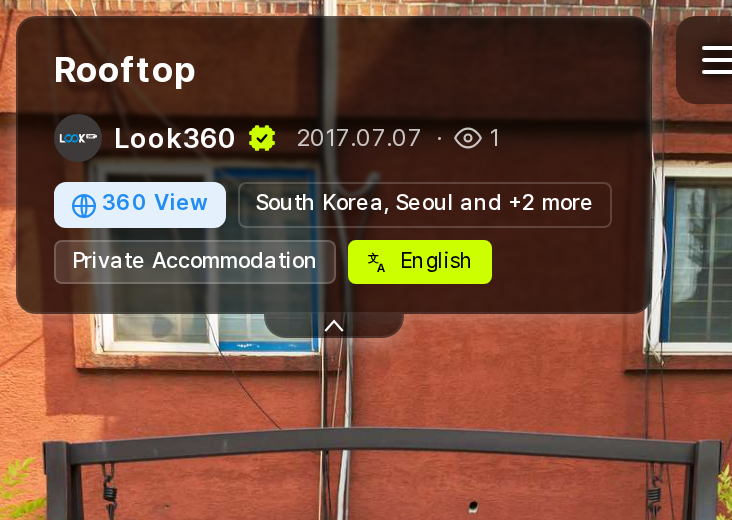 Rooftop
LOOK
Look360 2017.07.07 · 1
360 View South Korea, Seoul and +2 more
Private Accommodation 文A English